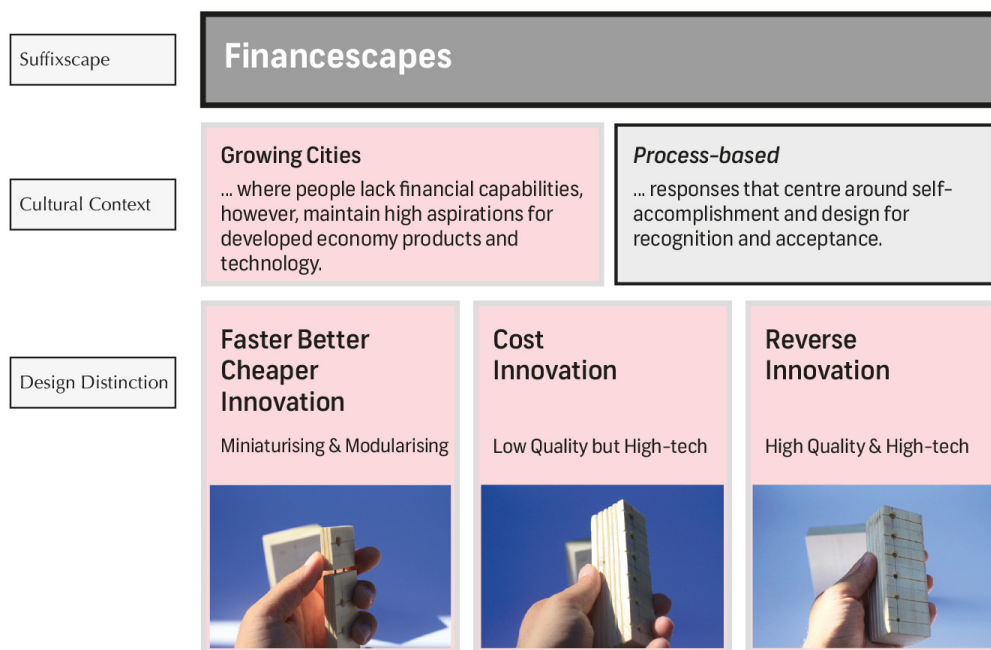 Suffixscape
Financescapes
Cultural Context
Growing Cities
... where people lack financial capabilities,
however, maintain high aspirations for
developed economy products and
technology.
Process-based
... responses that centre around self-
accomplishment and design for
recognition and acceptance.
Design Distinction
Faster Better
Cheaper
Innovation
Miniaturising & Modularising
Cost
Innovation
Low Quality but High-tech
Reverse
Innovation
High Quality & High-tech